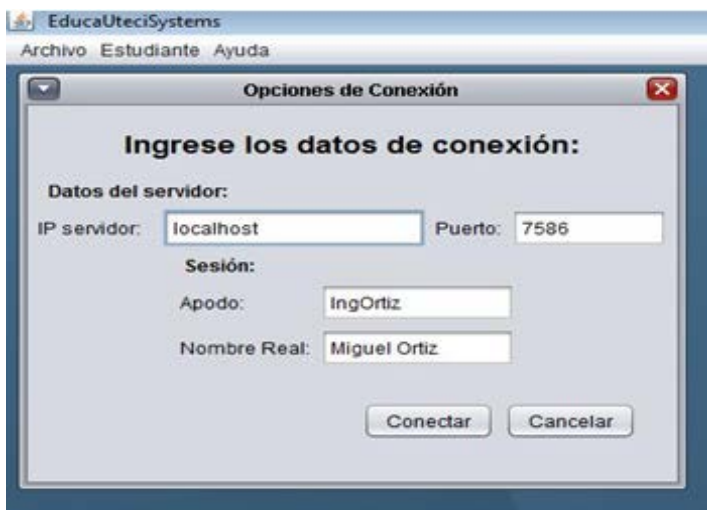 EducaUteciSystems
Archivo Estudiante Ayuda
Opciones de Conexión
Ingrese los datos de conexión:
Datos del servidor:
IP servidor: localhost Puerto: 7586
Sesión:
Apodo: IngOrtiz
Nombre Real: Miguel Ortiz
Conectar Cancelar